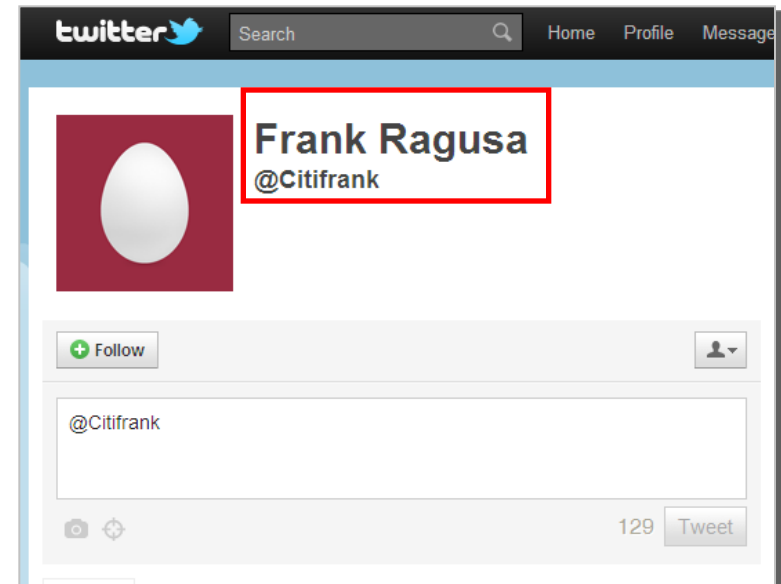 twitter Search Home Profile Message
Frank Ragusa
@Citifrank
Follow
@Citifrank
129 Tweet